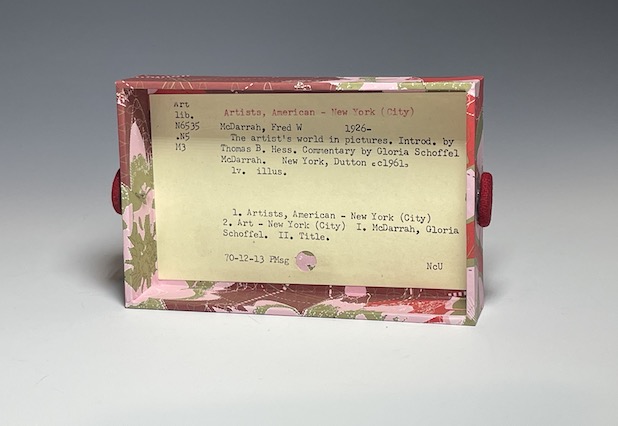 Art
lib.
Artists, American - New York (City)
N6535 McDarrah, Fred W 1926-
.N5 The artist's world in pictures. Introd. by
M3 Thomas B. Hess. Commentary by Gloria Schoffel
McDarrah. New York, Dutton [c1961]
1v. illus.
1. Artists, American - New York (City)
2. Art - New York (City) I. McDarrah, Gloria
Schoffel. II. Title.
70-12-13 PMsg NcU